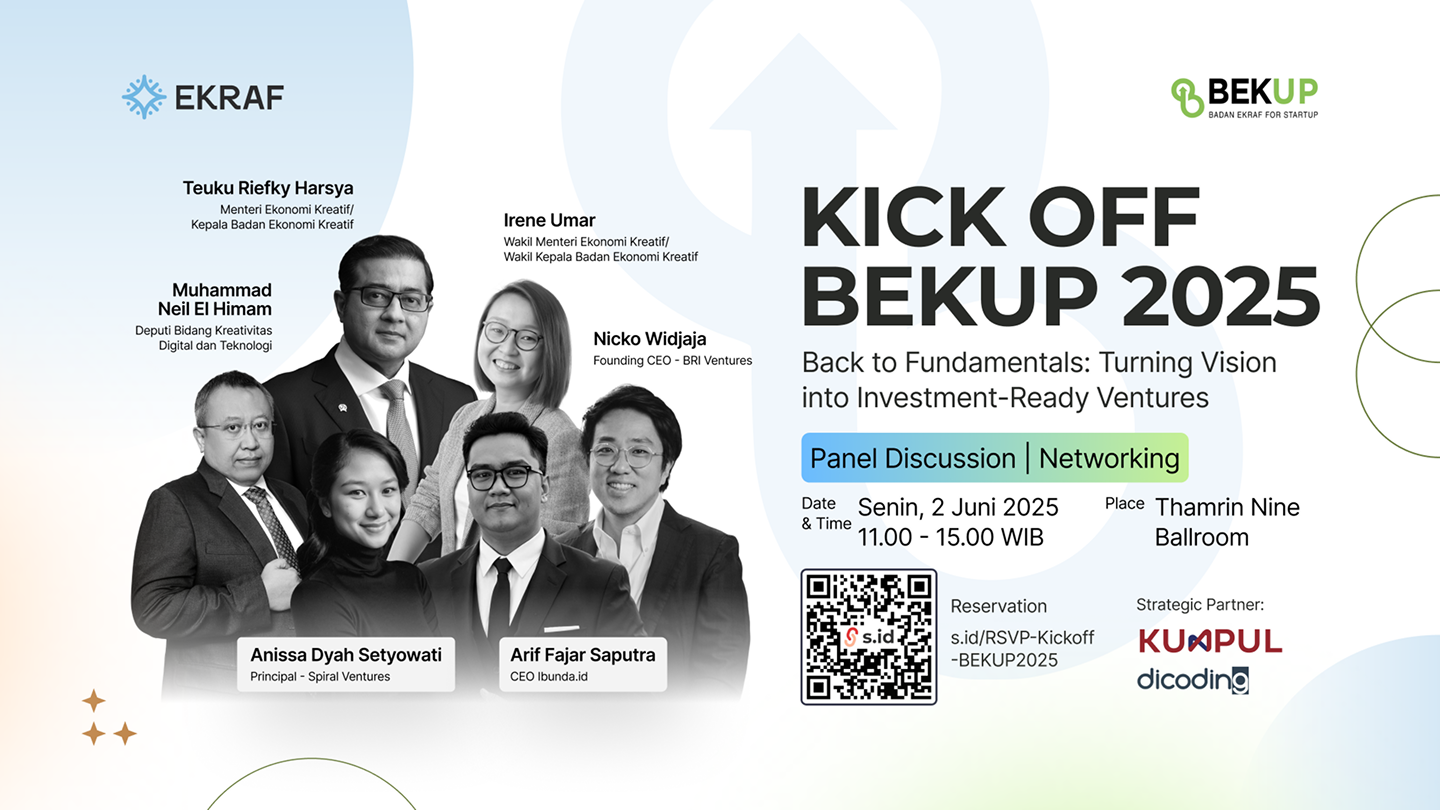 EKRAF
BEKUP
BADAN EKRAF FOR STARTUP
Teuku Riefky Harsya
Menteri Ekonomi Kreatif/
Kepala Badan Ekonomi Kreatif
Irene Umar
Wakil Menteri Ekonomi Kreatif/
Wakil Kepala Badan Ekonomi Kreatif
Muhammad
Neil El Himam
Deputi Bidang Kreativitas
Digital dan Teknologi
Nicko Widjaja
Founding CEO - BRI Ventures
Anissa Dyah Setyowati
Principal - Spiral Ventures
Arif Fajar Saputra
CEO Ibunda.id
KICK OFF
BEKUP 2025
Back to Fundamentals: Turning Vision
into Investment-Ready Ventures
Panel Discussion | Networking
Date
& Time
Senin, 2 Juni 2025
11.00 - 15.00 WIB
Place
Thamrin Nine
Ballroom
s.id
Reservation
s.id/RSVP-Kickoff
-BEKUP2025
Strategic Partner:
KUMPUL
dicoding